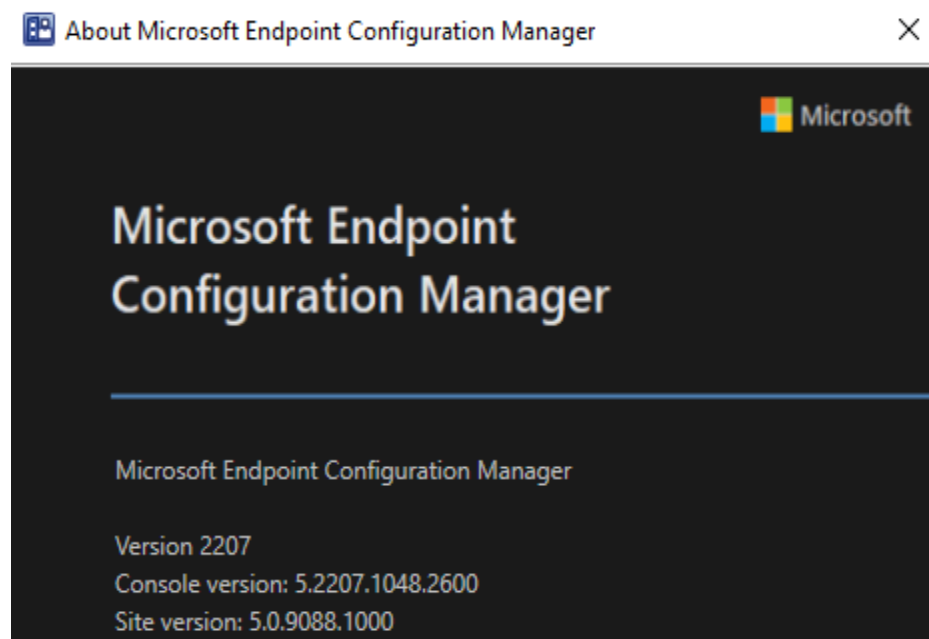 About Microsoft Endpoint Configuration Manager
Microsoft
Microsoft Endpoint
Configuration Manager
Microsoft Endpoint Configuration Manager
Version 2207
Console version: 5.2207.1048.2600
Site version: 5.0.9088.1000